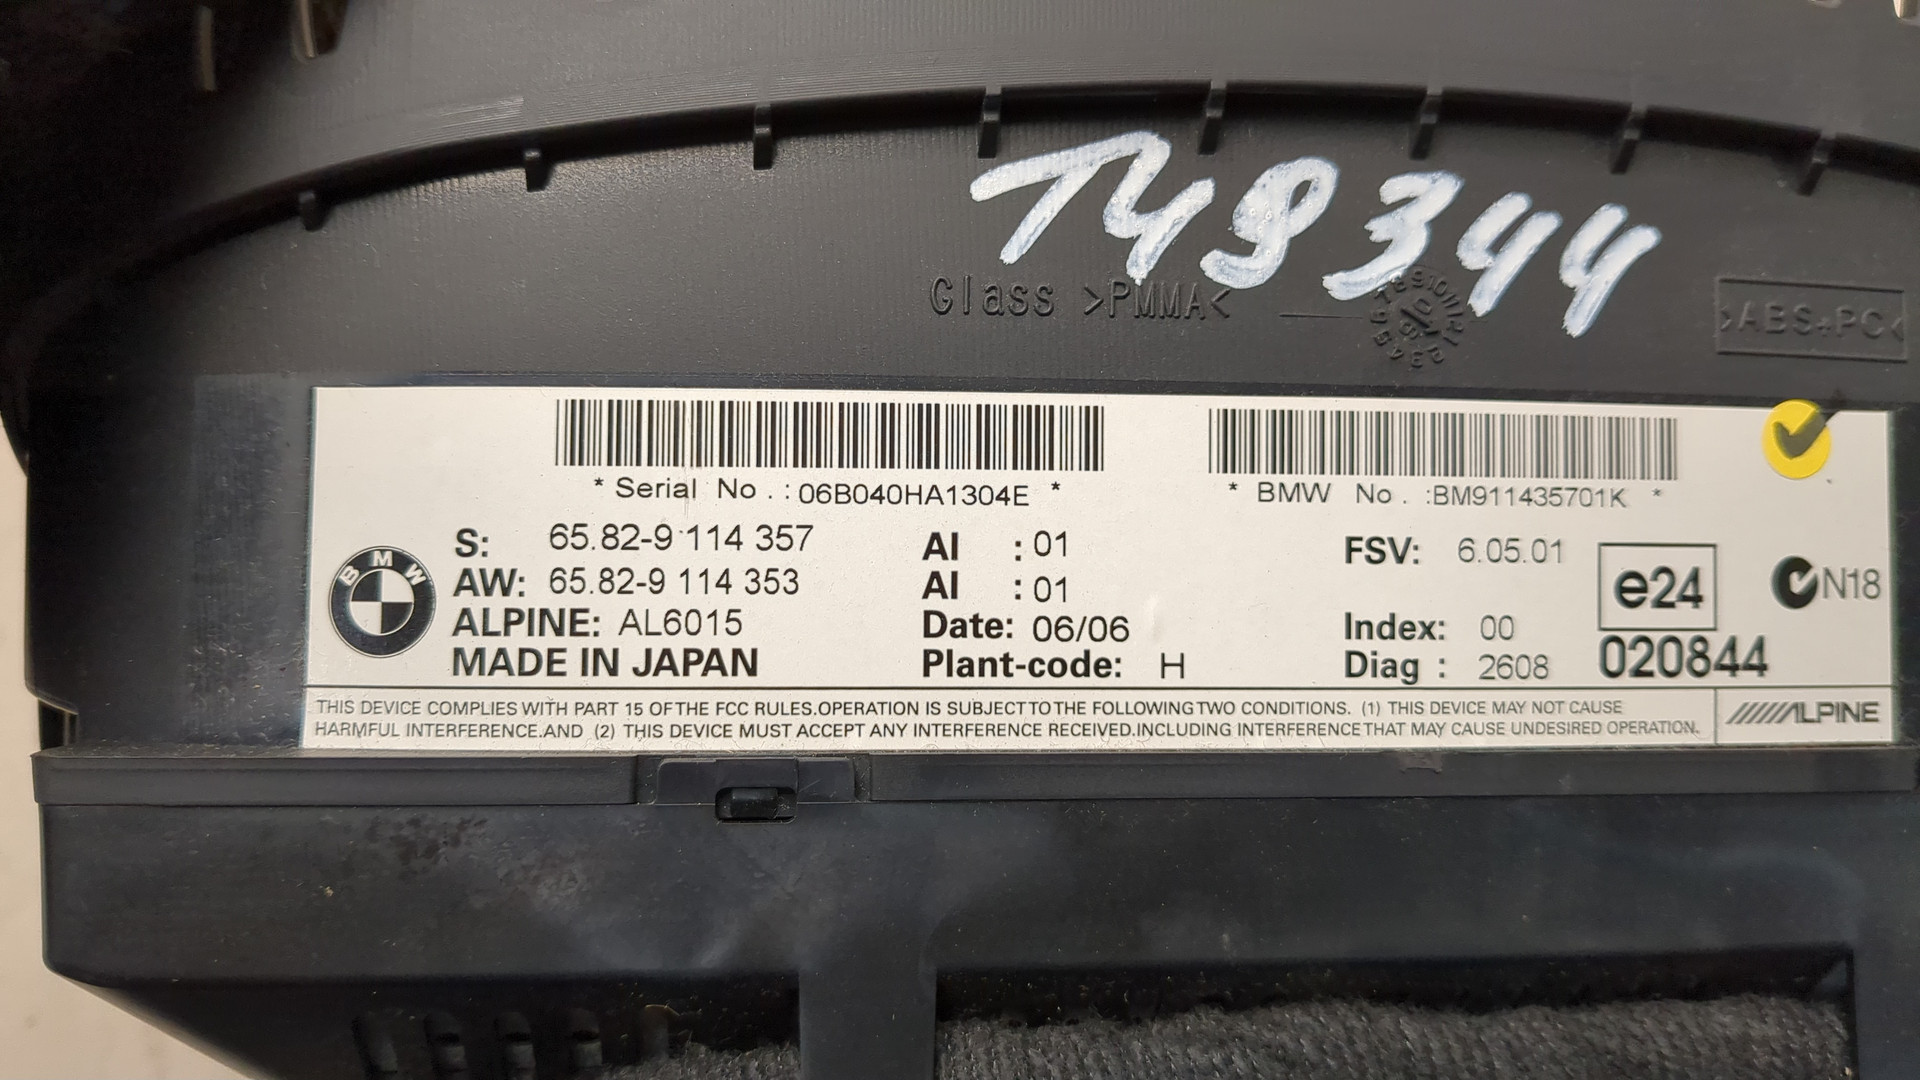 T49344
Glass >PMMA<
>ABS+PC<
* Serial No . : 06B040HA1304E *
* BMW No . :BM911435701K *
S: 65.82-9 114 357
AI : 01
FSV: 6.05.01
AW: 65.82-9 114 353
AI : 01
e24
N18
BMW
ALPINE: AL6015
Date: 06/06
Index: 00
MADE IN JAPAN
Plant-code: H
Diag : 2608
020844
THIS DEVICE COMPLIES WITH PART 15 OF THE FCC RULES.OPERATION IS SUBJECT TO THE FOLLOWING TWO CONDITIONS. (1) THIS DEVICE MAY NOT CAUSE
HARMFUL INTERFERENCE.AND (2) THIS DEVICE MUST ACCEPT ANY INTERFERENCE RECEIVED.INCLUDING INTERFERENCE THAT MAY CAUSE UNDESIRED OPERATION.
ALPINE